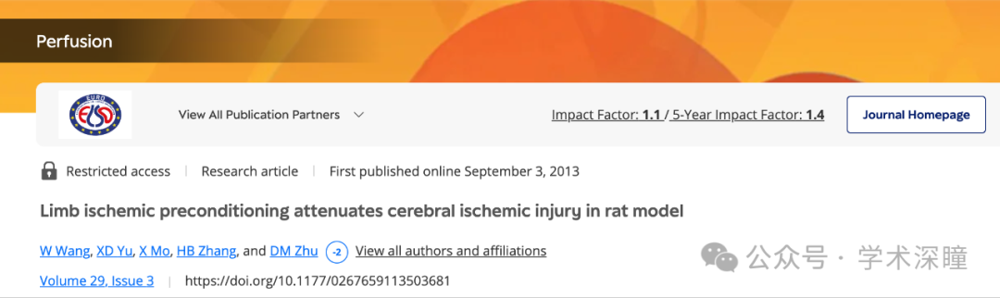 Perfusion
EURO
ELSO
View All Publication Partners
Impact Factor: 1.1 / 5-Year Impact Factor: 1.4
Journal Homepage
Restricted access | Research article | First published online September 3, 2013
Limb ischemic preconditioning attenuates cerebral ischemic injury in rat model
W Wang, XD Yu, X Mo, HB Zhang, and DM Zhu -2 View all authors and affiliations
Volume 29, Issue 3 | https://doi.org/10.1177/0267659113503681
公众号 · 学术深瞳